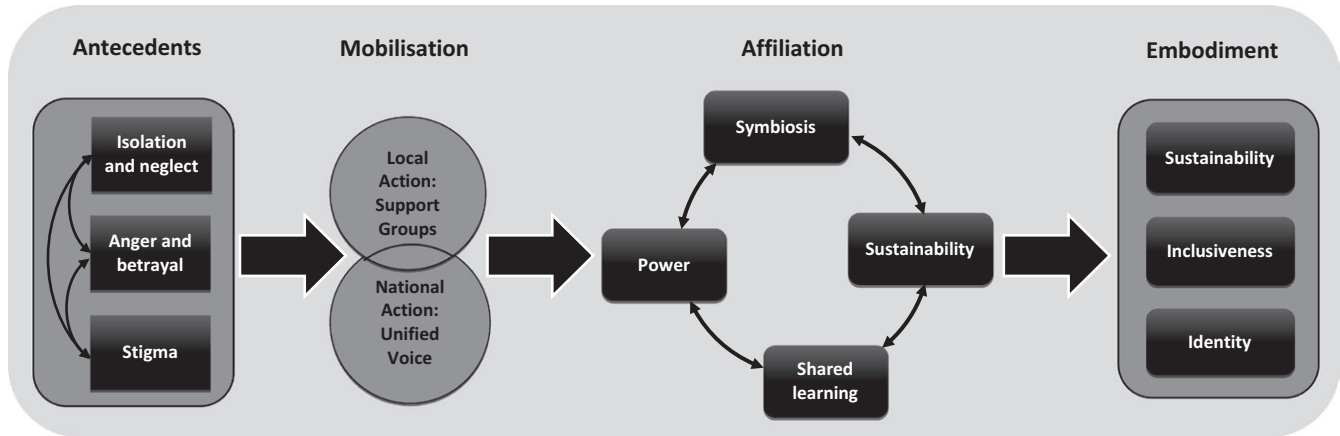 Antecedents
Isolation
and neglect
Anger and
betrayal
Stigma
Mobilisation
Local
Action:
Support
Groups
National
Action:
Unified
Voice
Affiliation
Symbiosis
Power
Sustainability
Shared
learning
Embodiment
Sustainability
Inclusiveness
Identity